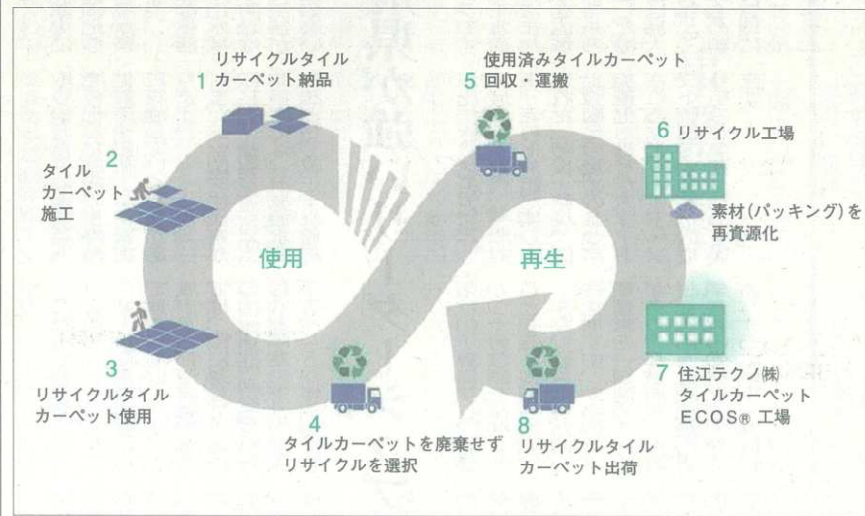 1 リサイクルタイル
カーペット納品
2
タイル
カーペット
施工
3
リサイクルタイル
カーペット使用
使用
4
タイルカーペットを廃棄せず
リサイクルを選択
5 使用済みタイルカーペット
回収・運搬
6 リサイクル工場
素材(バッキング)を
再資源化
再生
7 住江テクノ㈱
タイルカーペット
ECOS® 工場
8
リサイクルタイル
カーペット出荷